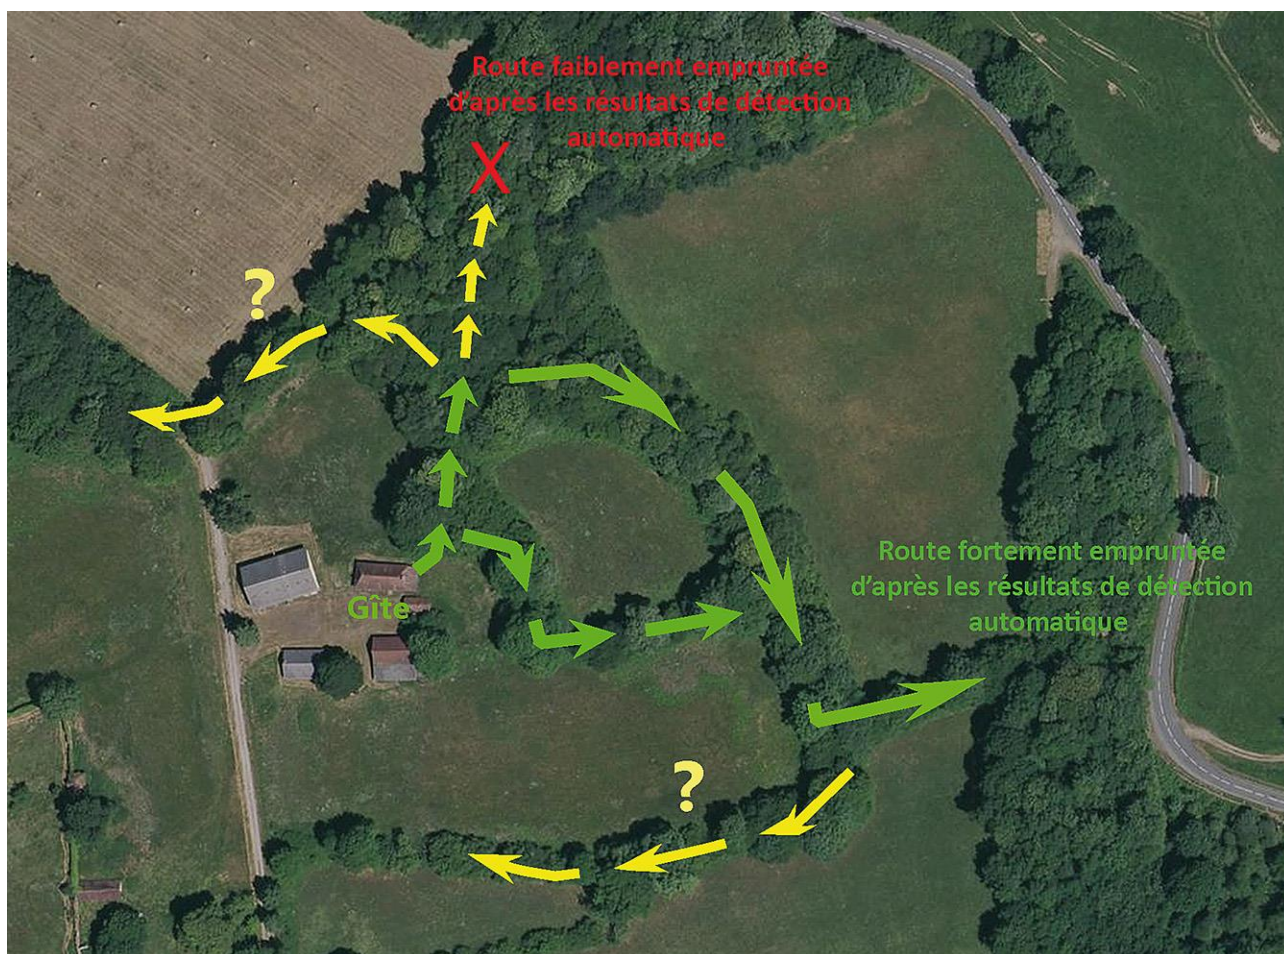 Route faiblement empruntée
d'après les résultats de détection
automatique
X
?
Route fortement empruntée
d'après les résultats de détection
automatique
Gîte
?